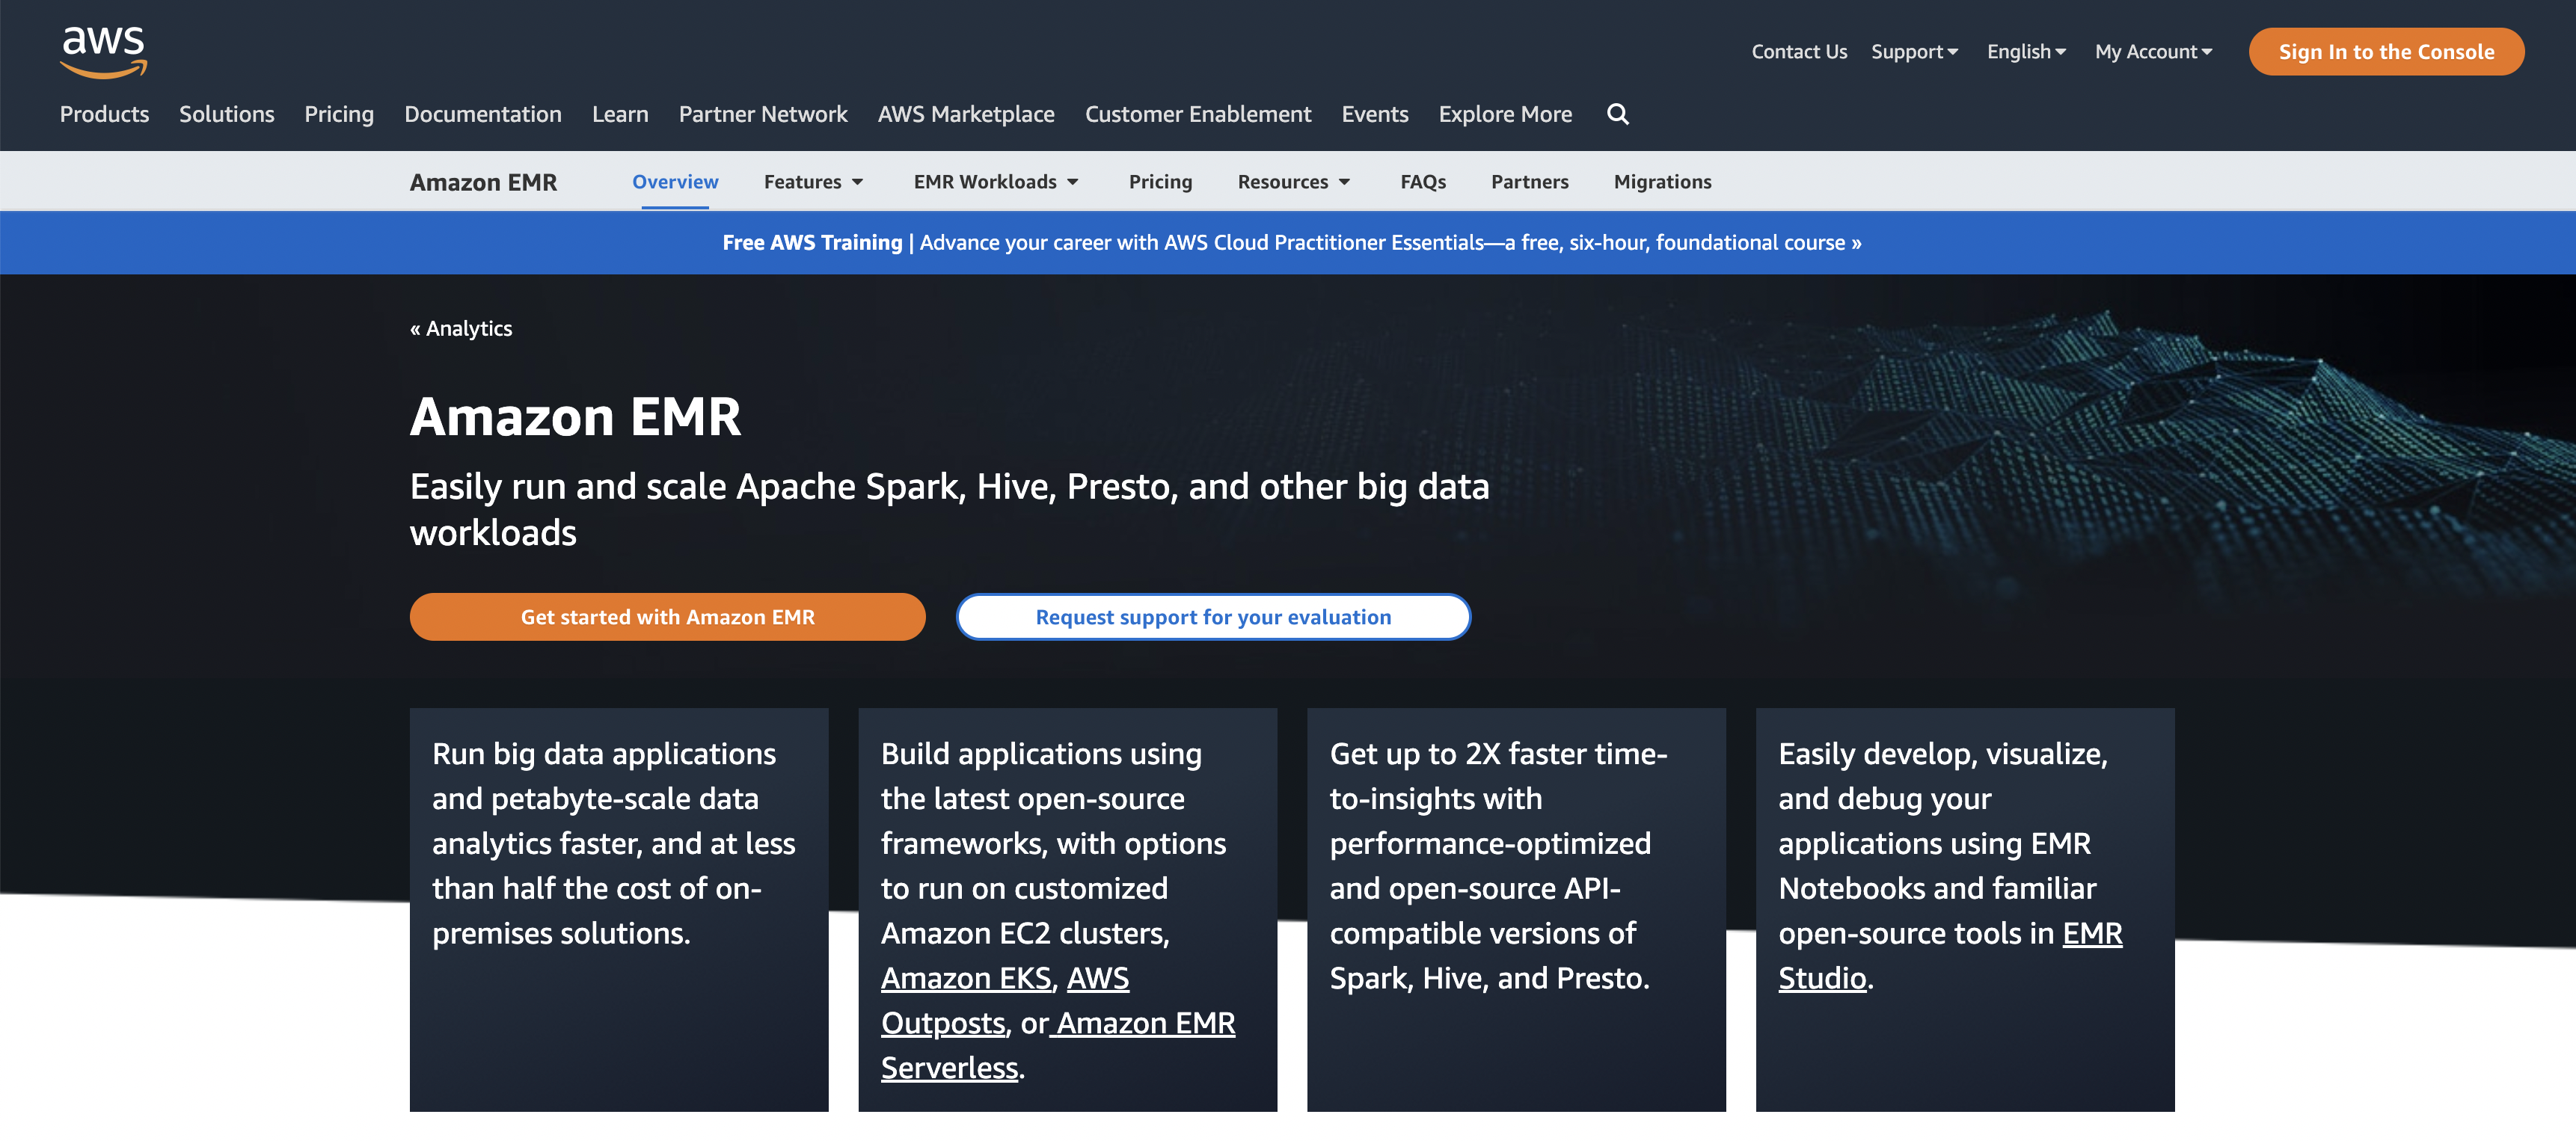 aws
Contact Us Support English My Account Sign In to the Console
Products Solutions Pricing Documentation Learn Partner Network AWS Marketplace Customer Enablement Events Explore More
Amazon EMR Overview Features EMR Workloads Pricing Resources FAQs Partners Migrations
Free AWS Training | Advance your career with AWS Cloud Practitioner Essentials—a free, six-hour, foundational course »
« Analytics
Amazon EMR
Easily run and scale Apache Spark, Hive, Presto, and other big data
workloads
Get started with Amazon EMR
Request support for your evaluation
Run big data applications
and petabyte-scale data
analytics faster, and at less
than half the cost of on-
premises solutions.
Build applications using
the latest open-source
frameworks, with options
to run on customized
Amazon EC2 clusters,
Amazon EKS, AWS
Outposts, or Amazon EMR
Serverless.
Get up to 2X faster time-
to-insights with
performance-optimized
and open-source API-
compatible versions of
Spark, Hive, and Presto.
Easily develop, visualize,
and debug your
applications using EMR
Notebooks and familiar
open-source tools in EMR
Studio.